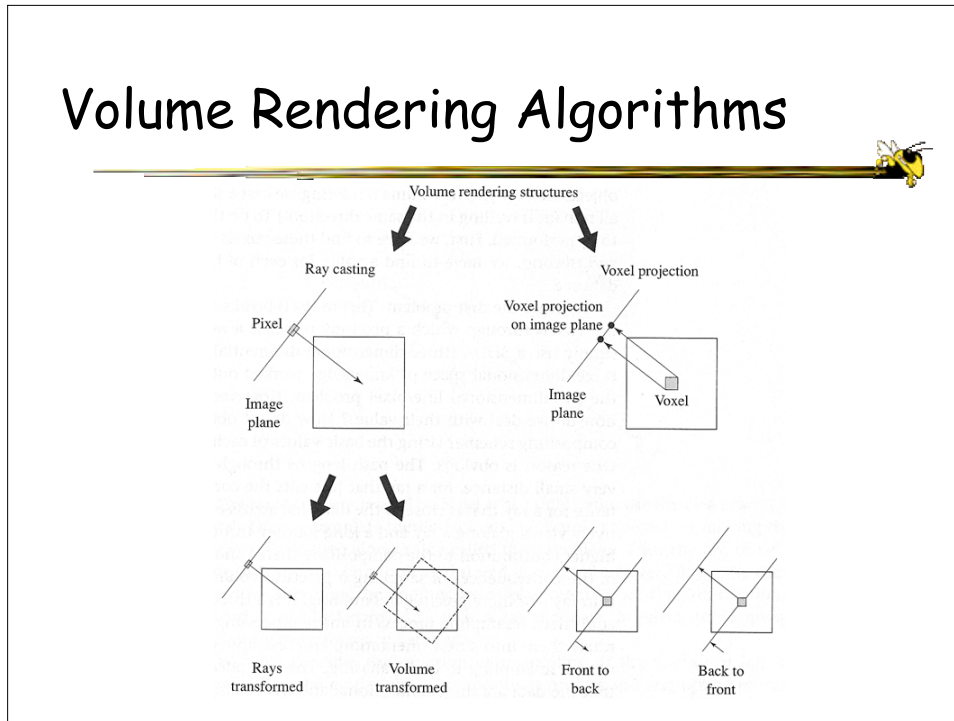 Volume Rendering Algorithms
Volume rendering structures
Ray casting
Voxel projection
Pixel
Voxel projection
on image plane
Image
plane
Image
plane
Voxel
Rays
transformed
Volume
transformed
Front to
back
Back to
front